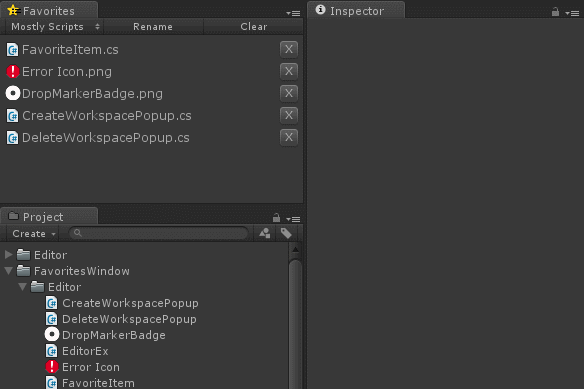 Favorites
Mostly Scripts Rename Clear
FavoriteItem.cs X
Error Icon.png X
DropMarkerBadge.png X
CreateWorkspacePopup.cs X
DeleteWorkspacePopup.cs X
Project
Create
Editor
FavoritesWindow
Editor
CreateWorkspacePopup
DeleteWorkspacePopup
DropMarkerBadge
EditorEx
Error Icon
FavoriteItem
Inspector